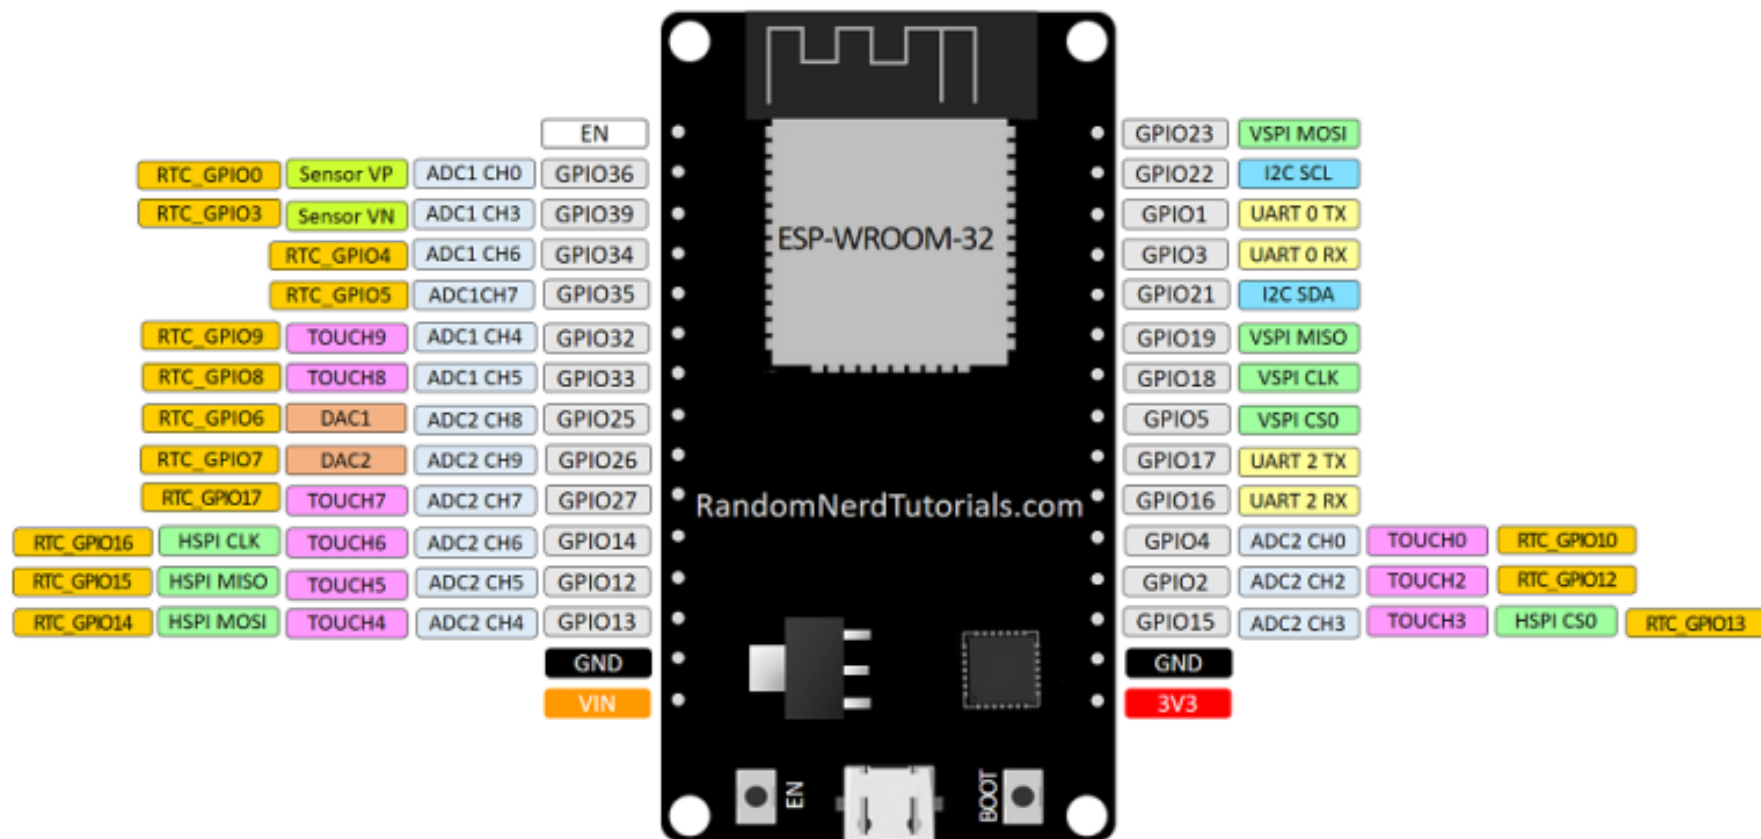 EN GPIO23 VSPI MOSI
RTC_GPIO0 Sensor VP ADC1 CH0 GPIO36 GPIO22 I2C SCL
RTC_GPIO3 Sensor VN ADC1 CH3 GPIO39 GPIO1 UART 0 TX
RTC_GPIO4 ADC1 CH6 GPIO34 ESP-WROOM-32 GPIO3 UART 0 RX
RTC_GPIO5 ADC1CH7 GPIO35 GPIO21 I2C SDA
RTC_GPIO9 TOUCH9 ADC1 CH4 GPIO32 GPIO19 VSPI MISO
RTC_GPIO8 TOUCH8 ADC1 CH5 GPIO33 GPIO18 VSPI CLK
RTC_GPIO6 DAC1 ADC2 CH8 GPIO25 GPIO5 VSPI CS0
RTC_GPIO7 DAC2 ADC2 CH9 GPIO26 GPIO17 UART 2 TX
RTC_GPIO17 TOUCH7 ADC2 CH7 GPIO27 RandomNerdTutorials.com GPIO16 UART 2 RX
RTC_GPIO16 HSPI CLK TOUCH6 ADC2 CH6 GPIO14 GPIO4 ADC2 CH0 TOUCH0 RTC_GPIO10
RTC_GPIO15 HSPI MISO TOUCH5 ADC2 CH5 GPIO12 GPIO2 ADC2 CH2 TOUCH2 RTC_GPIO12
RTC_GPIO14 HSPI MOSI TOUCH4 ADC2 CH4 GPIO13 GPIO15 ADC2 CH3 TOUCH3 HSPI CS0 RTC_GPIO13
GND GND
VIN 3V3
EN BOOT